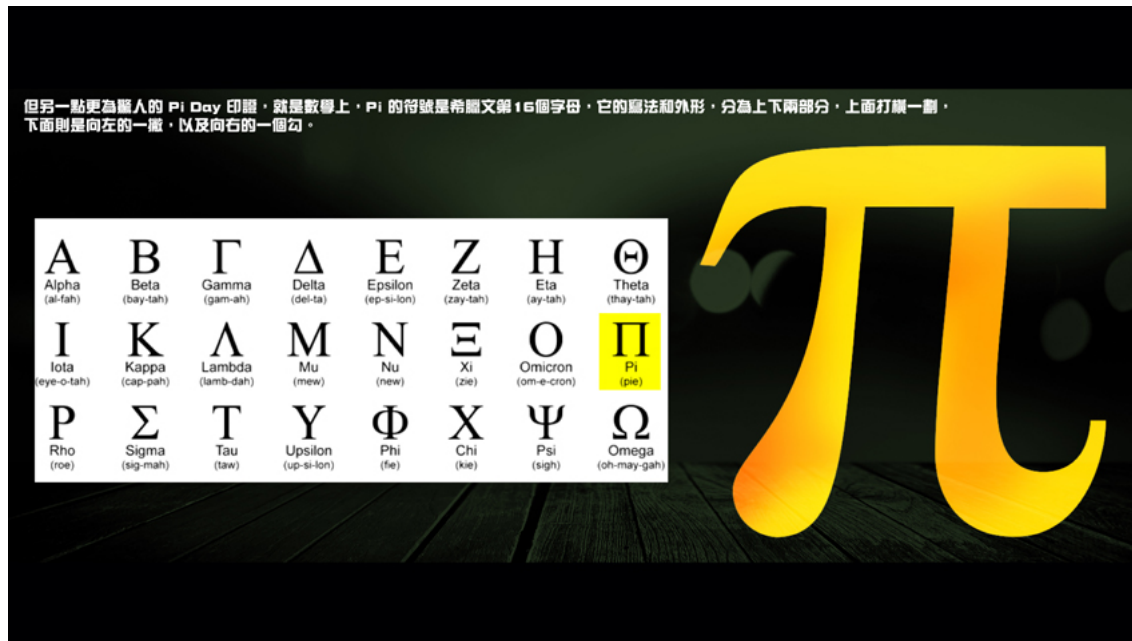 但另一點更為驚人的 Pi Day 印證，就是數學上，Pi 的符號是希臘文第16個字母，它的寫法和外形，分為上下兩部分，上面打橫一劃，
下面則是向左的一撇，以及向右的一個勾。
Α Β Γ Δ Ε Ζ Η Θ
Alpha Beta Gamma Delta Epsilon Zeta Eta Theta
(al-fah) (bay-tah) (gam-ah) (del-ta) (ep-si-lon) (zay-tah) (ay-tah) (thay-tah)
Ι Κ Λ Μ Ν Ξ Ο Π
Iota Kappa Lambda Mu Nu Xi Omicron Pi
(eye-o-tah) (cap-pah) (lamb-dah) (mew) (new) (zie) (om-e-cron) (pie)
Ρ Σ Τ Υ Φ Χ Ψ Ω
Rho Sigma Tau Upsilon Phi Chi Psi Omega
(roe) (sig-mah) (taw) (up-si-lon) (fie) (kie) (sigh) (oh-may-gah)
π